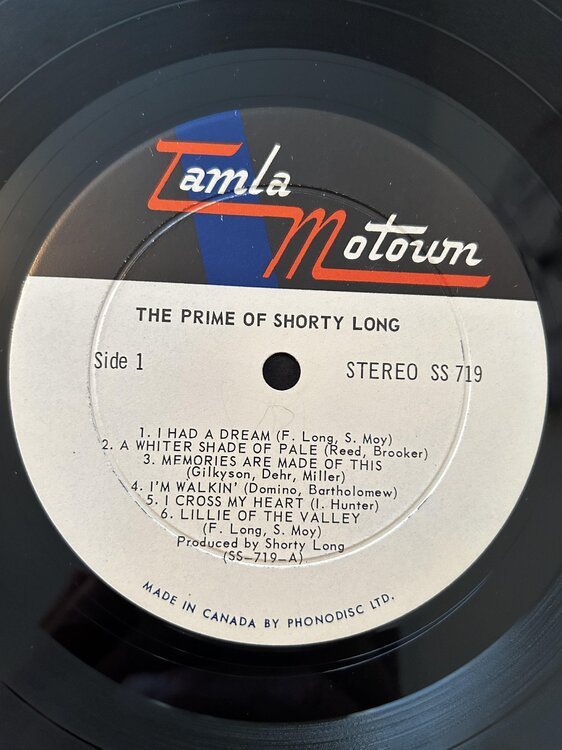 Tamla
Motown
THE PRIME OF SHORTY LONG
Side 1
STEREO SS 719
1. I HAD A DREAM (F. Long, S. Moy)
2. A WHITER SHADE OF PALE (Reed, Brooker)
3. MEMORIES ARE MADE OF THIS
(Gilkyson, Dehr, Miller)
4. I'M WALKIN' (Domino, Bartholomew)
5. I CROSS MY HEART (I. Hunter)
6. LILLIE OF THE VALLEY
(F. Long, S. Moy)
Produced by Shorty Long
(SS-719-A)
MADE IN CANADA BY PHONODISC LTD.